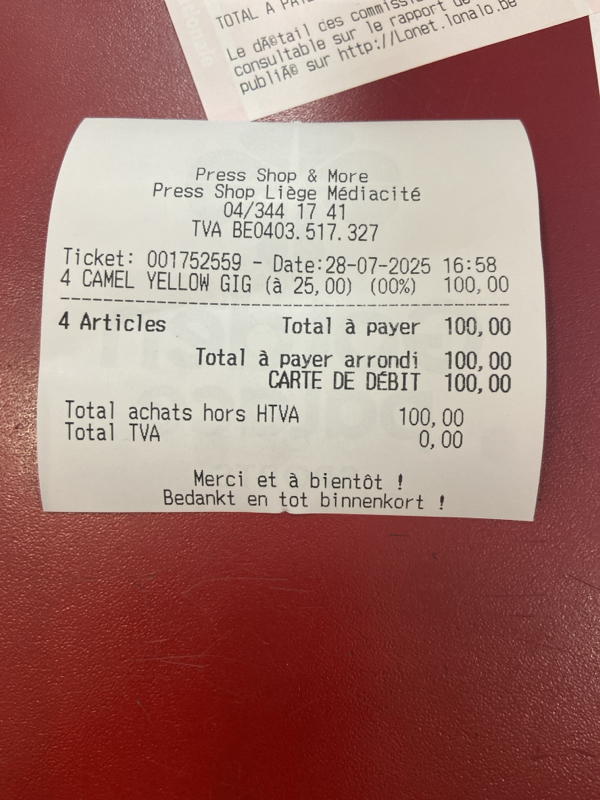 TOTAL A
Le dÃ©tail des
consultable sur le rapport
publiÃ© sur http://Lonet.lonalo.be
Press Shop & More
Press Shop Liège Médiacité
04/344 17 41
TVA BE0403.517.327
Ticket: 001752559 - Date:28-07-2025 16:58
4 CAMEL YELLOW GIG (à 25,00) (00%) 100,00
4 Articles Total à payer 100,00
Total à payer arrondi 100,00
CARTE DE DÉBIT 100,00
Total achats hors HTVA 100,00
Total TVA 0,00
Merci et à bientôt !
Bedankt en tot binnenkort !